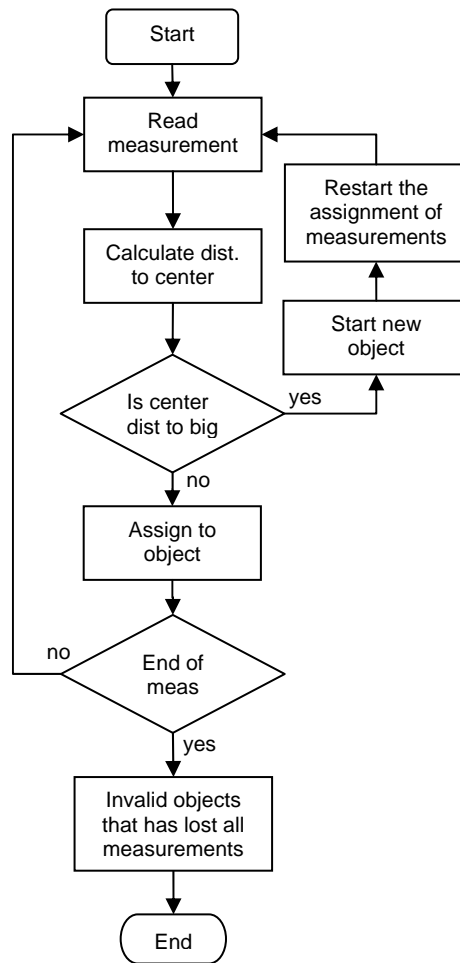 Start
Read
measurement
Restart the
assignment of
measurements
Calculate dist.
to center
Start new
object
Is center
dist to big
yes
no
Assign to
object
no
End of
meas
yes
Invalid objects
that has lost all
measurements
End